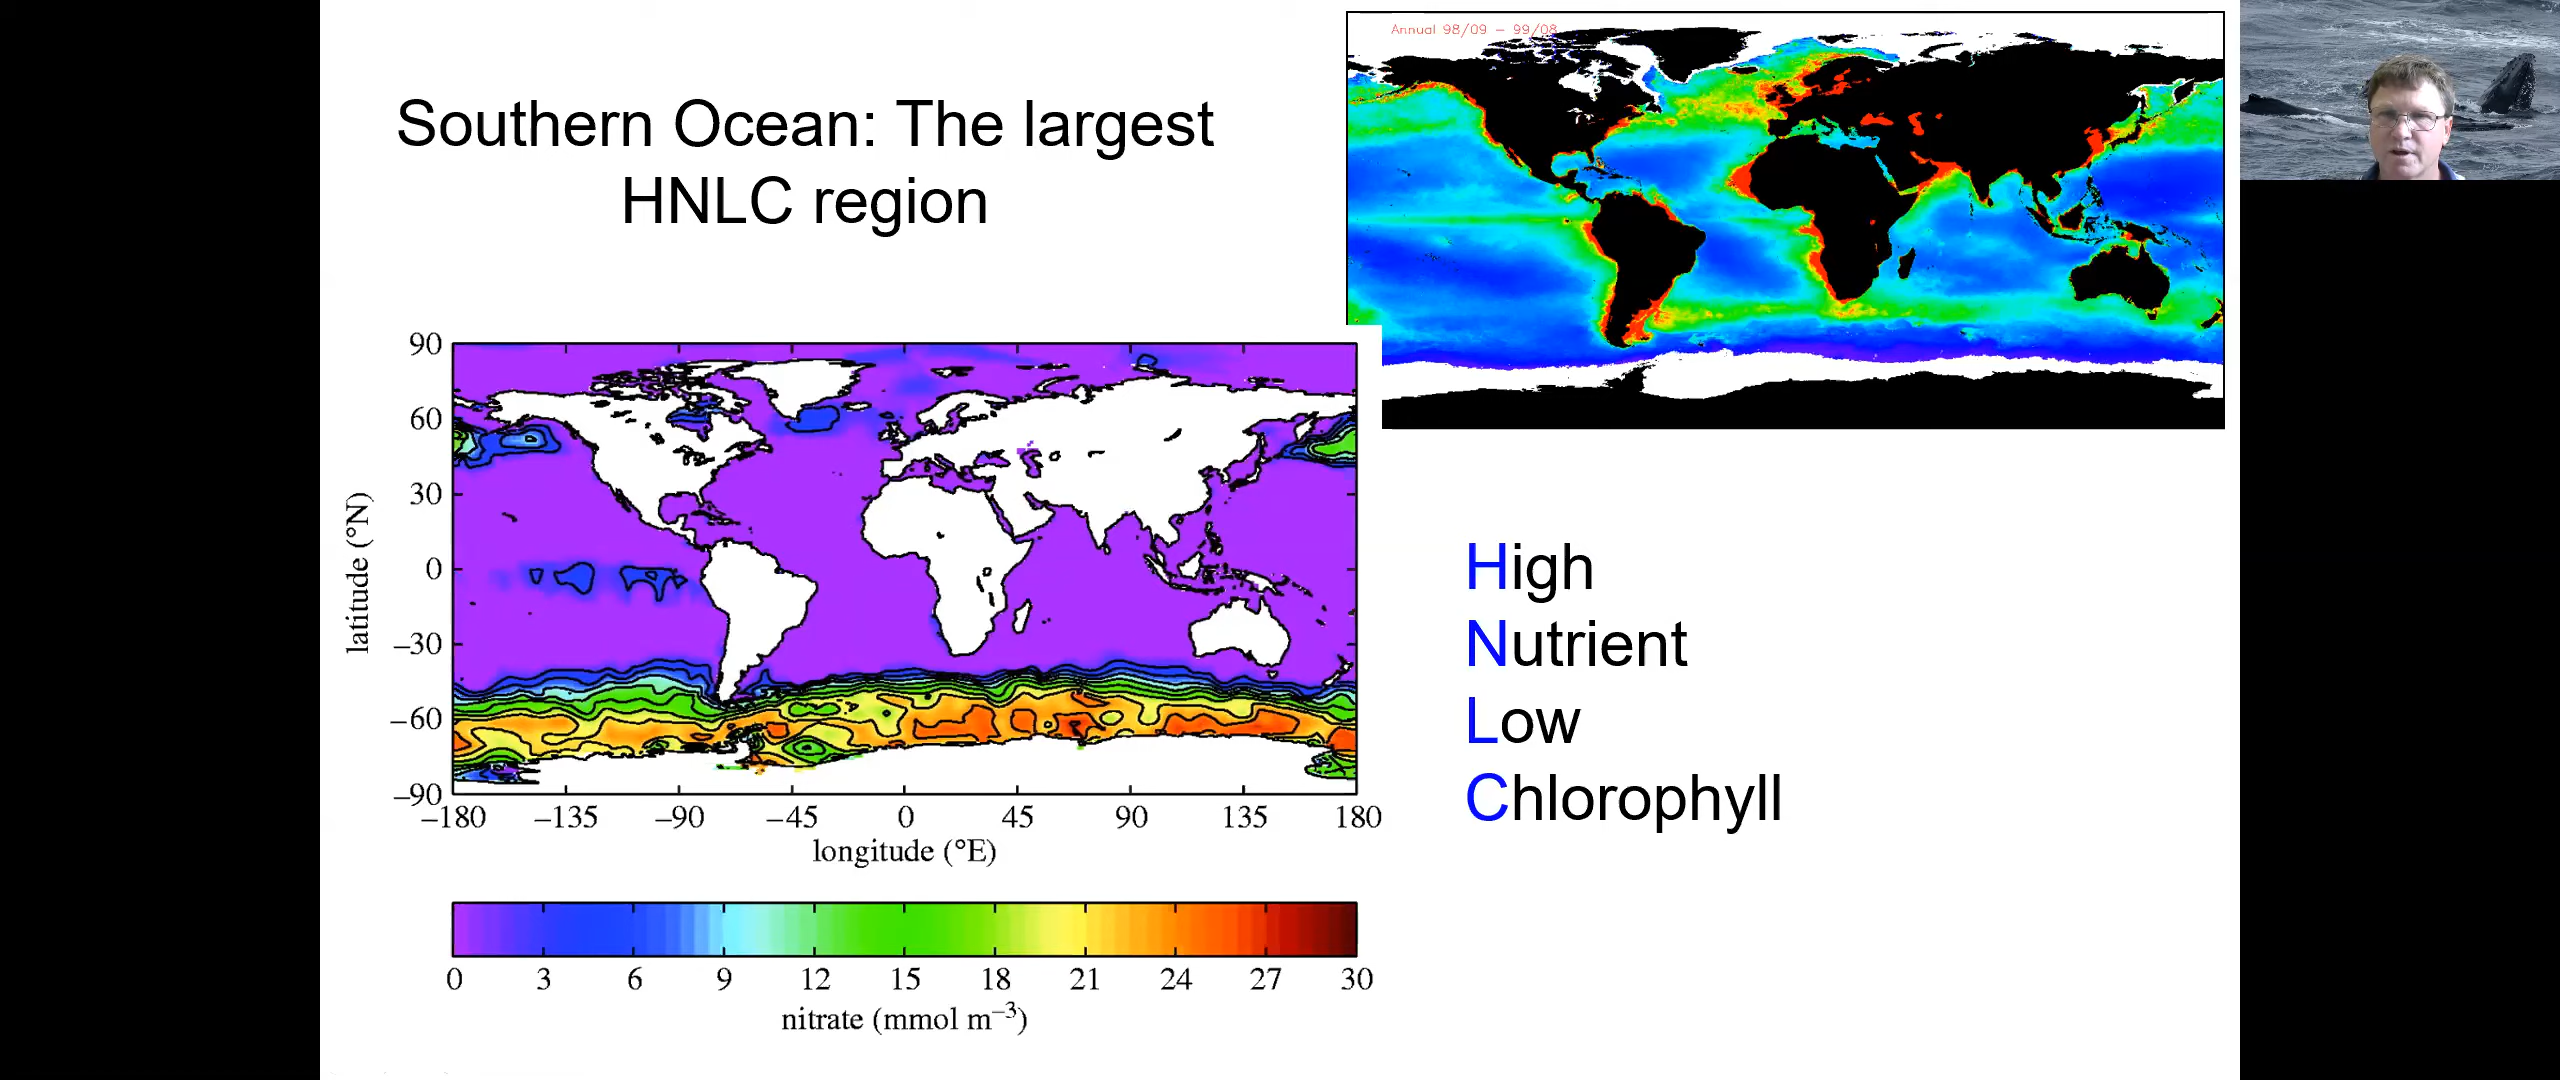 Annual 98/09 – 99/08
Southern Ocean: The largest
HNLC region
90
60
30
0
–30
–60
–90
latitude (°N)
–180 –135 –90 –45 0 45 90 135 180
longitude (°E)
0 3 6 9 12 15 18 21 24 27 30
nitrate (mmol m–3)
High
Nutrient
Low
Chlorophyll